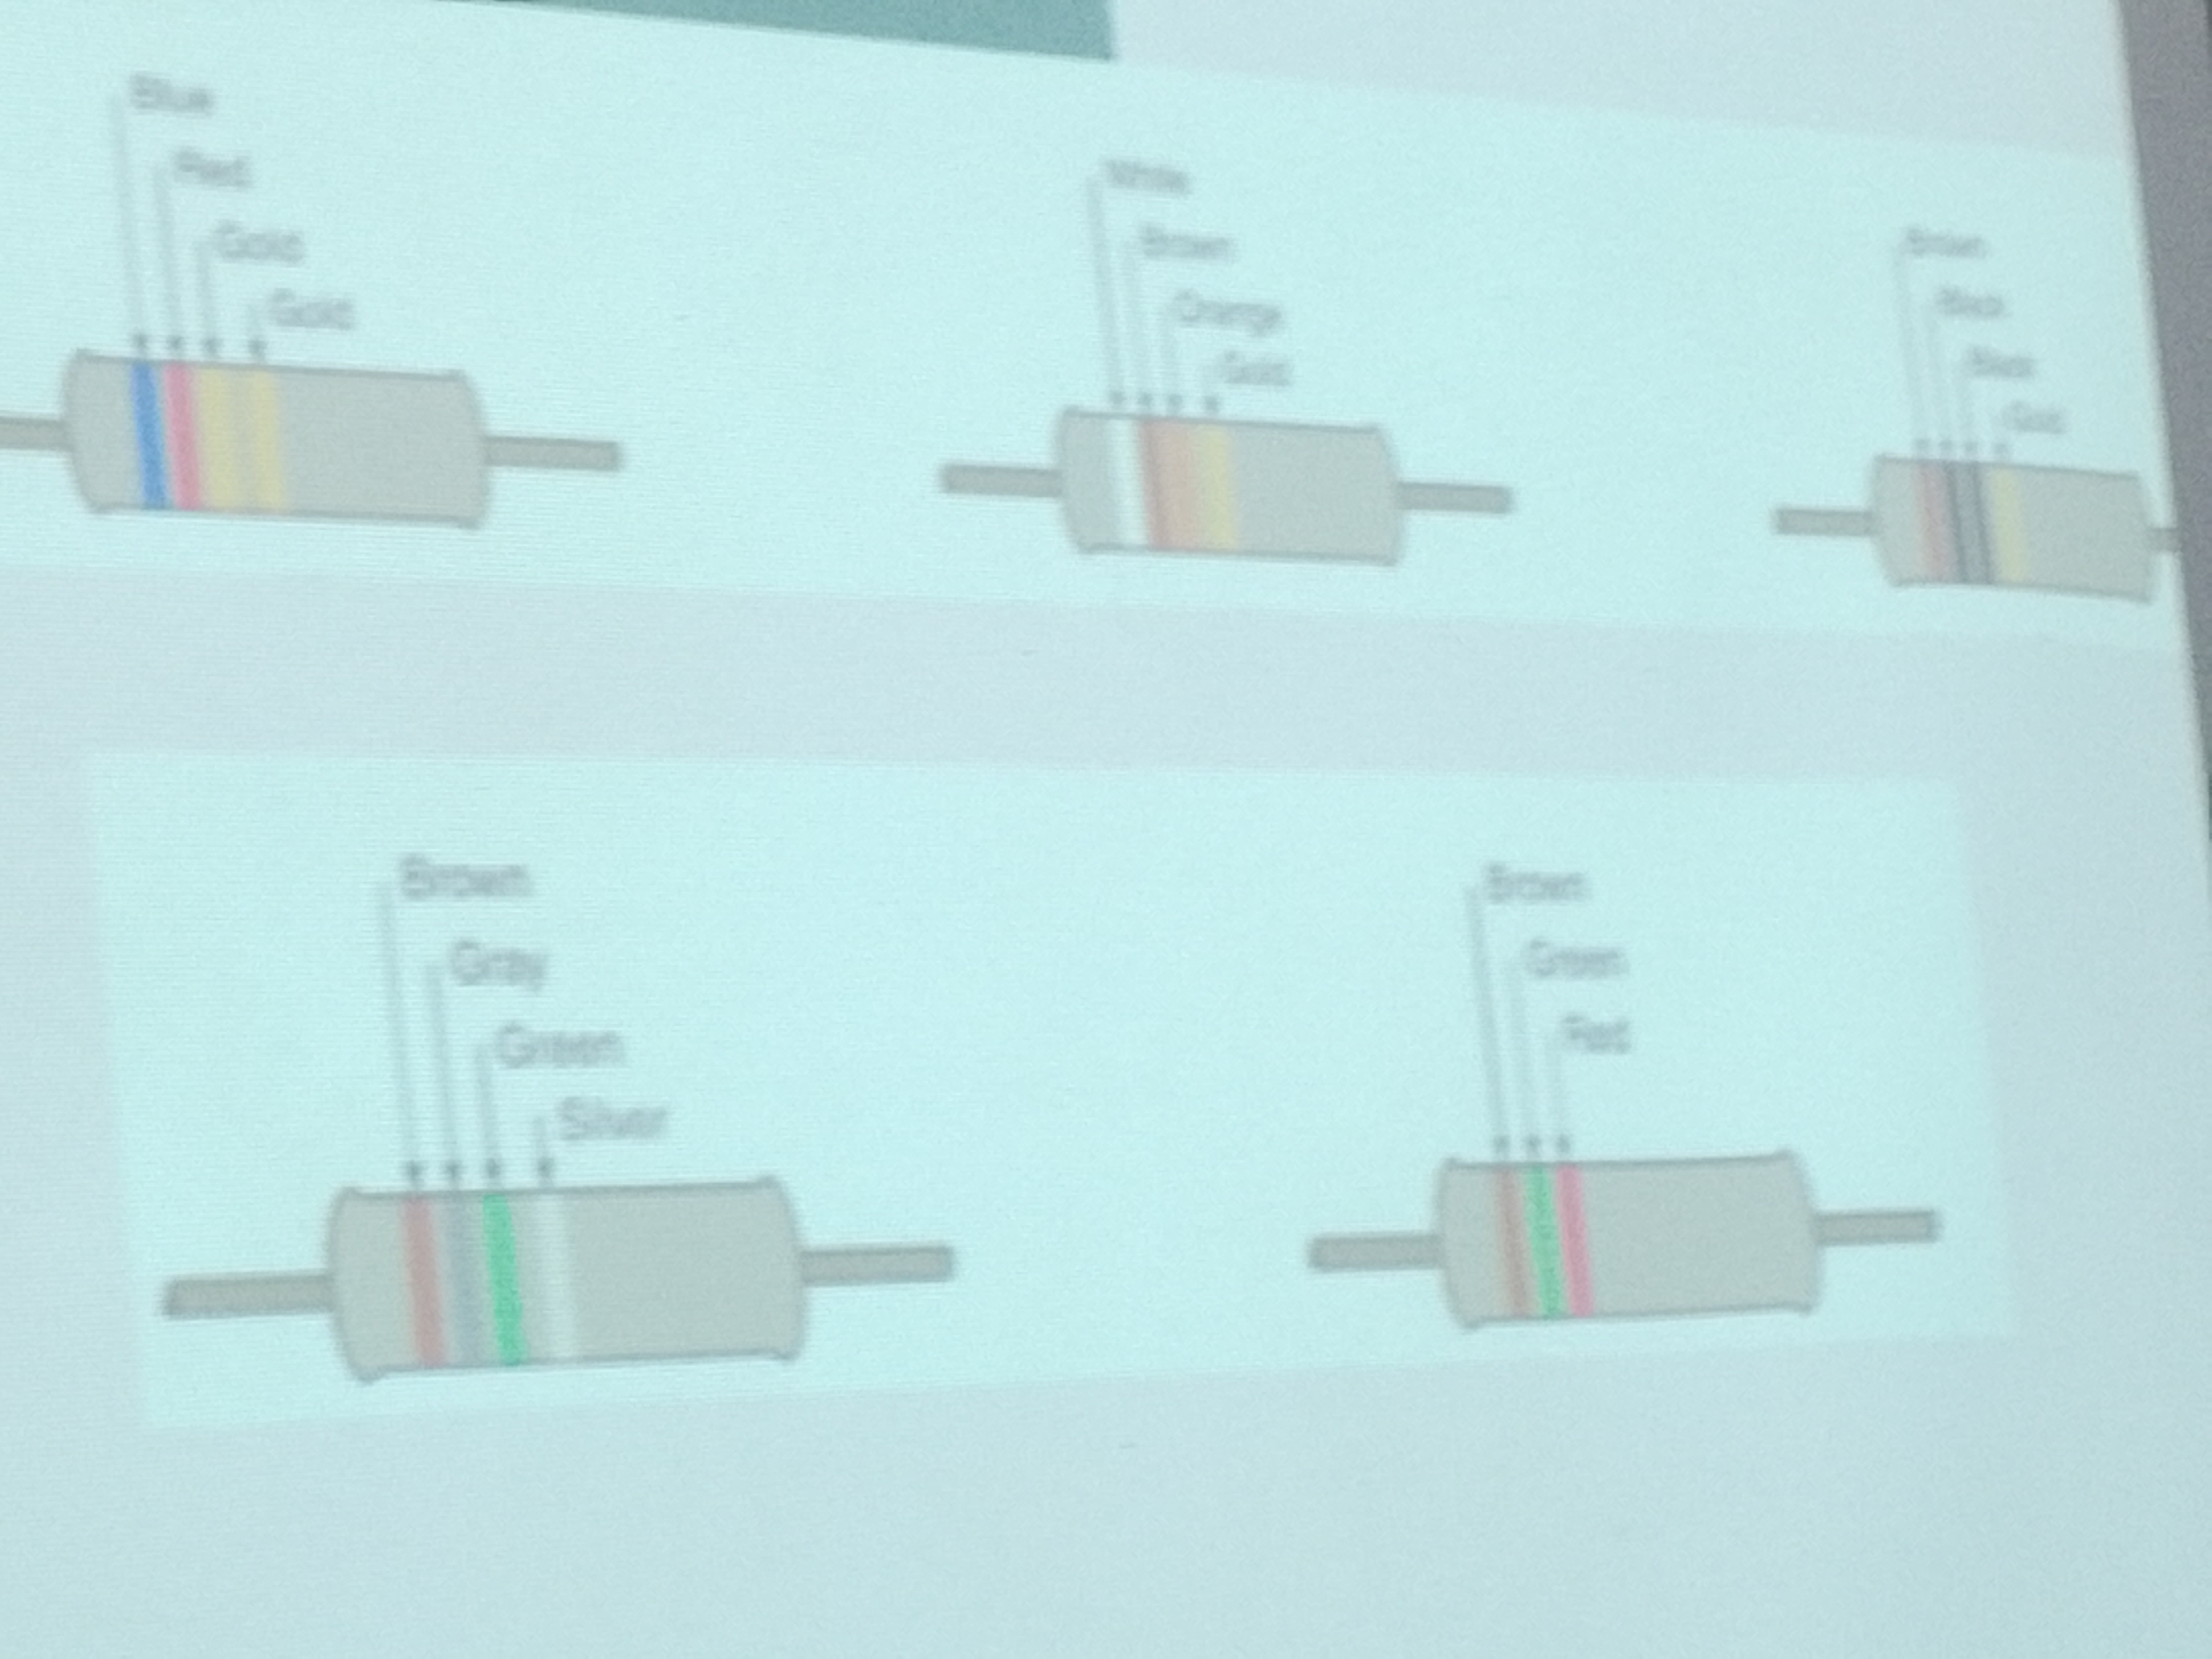 Blue
Red
Gold
Gold
White
Brown
Orange
Gold
Brown
Black
Black
Gold
Brown
Gray
Green
Silver
Brown
Green
Red